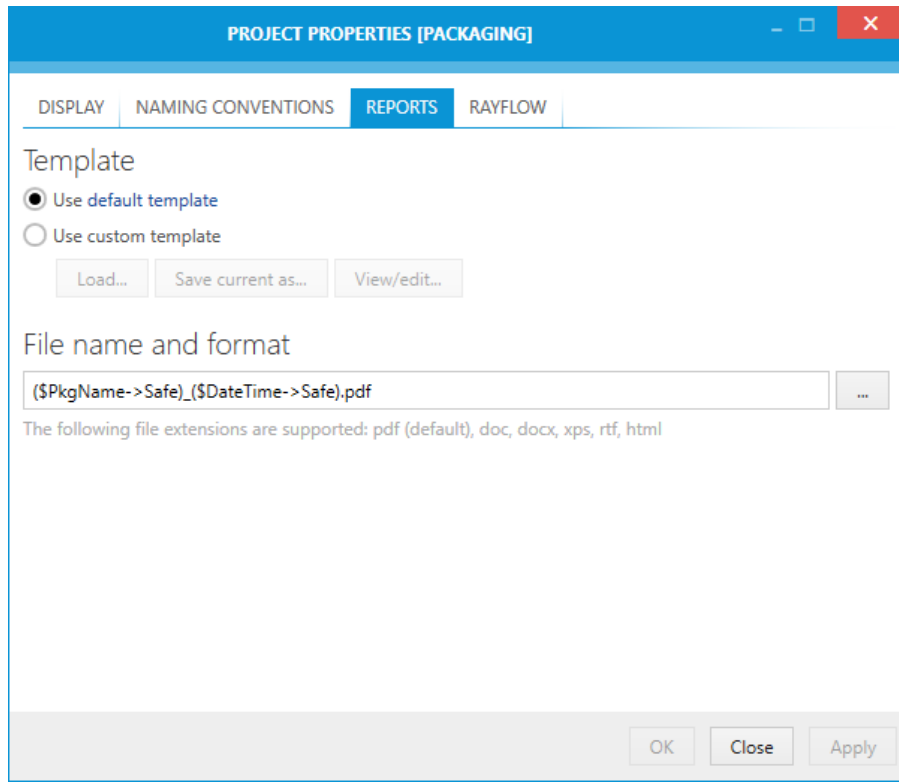 PROJECT PROPERTIES [PACKAGING]
DISPLAY NAMING CONVENTIONS REPORTS RAYFLOW
Template
Use default template
Use custom template
Load... Save current as... View/edit...
File name and format
($PkgName->Safe)_($DateTime->Safe).pdf ...
The following file extensions are supported: pdf (default), doc, docx, xps, rtf, html
OK Close Apply